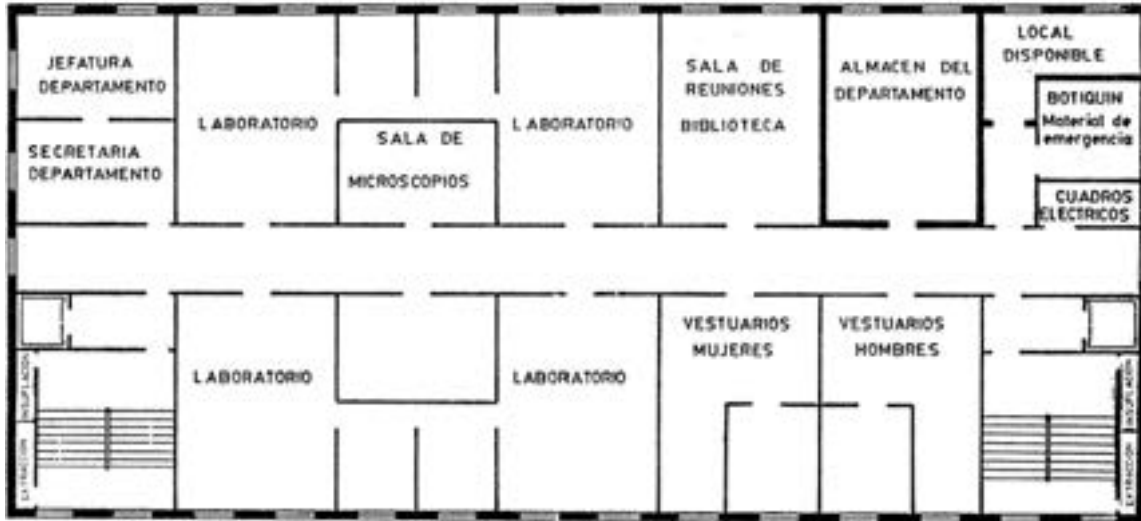 JEFATURA
DEPARTAMENTO
SECRETARIA
DEPARTAMENTO
LABORATORIO
SALA DE
MICROSCOPIOS
LABORATORIO
SALA DE
REUNIONES
BIBLIOTECA
ALMACEN DEL
DEPARTAMENTO
LOCAL
DISPONIBLE
BOTIQUIN
Material de
emergencia
CUADROS
ELECTRICOS
INSUFLACION
EXTRACCION
LABORATORIO
LABORATORIO
VESTUARIOS
MUJERES
VESTUARIOS
HOMBRES
INSUFLACION
EXTRACCION